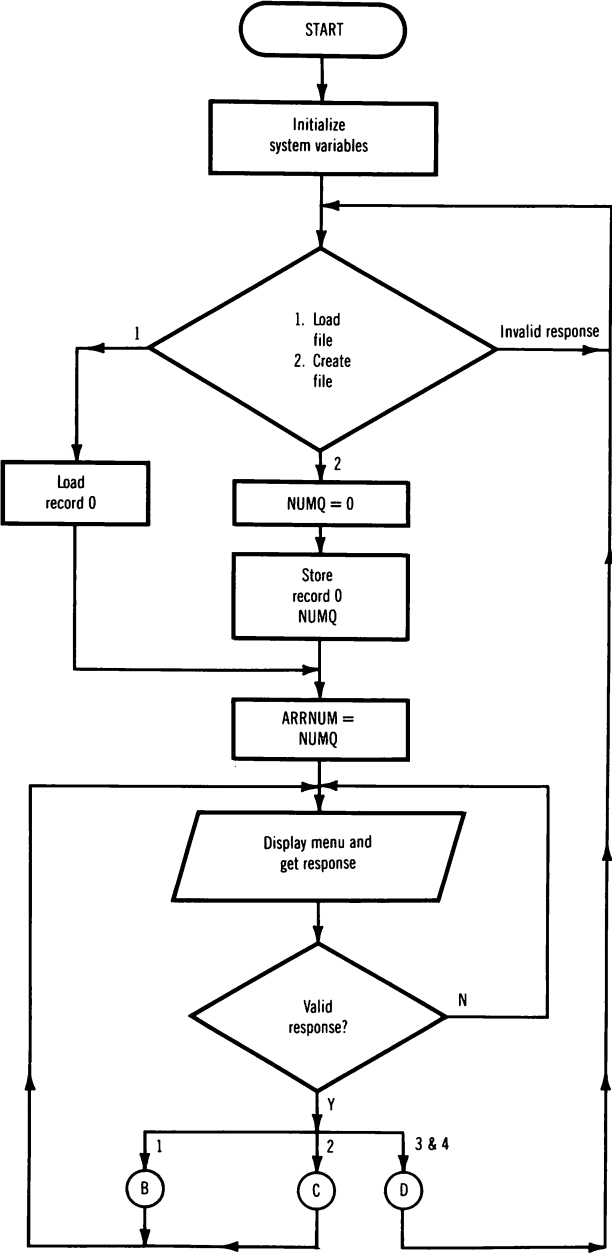 START
Initialize
system variables
1. Load
file
2. Create
file
1
Invalid response
2
Load
record 0
NUMQ = 0
Store
record 0
NUMQ
ARRNUM =
NUMQ
Display menu and
get response
Valid
response?
N
Y
1
2
3 & 4
B
C
D